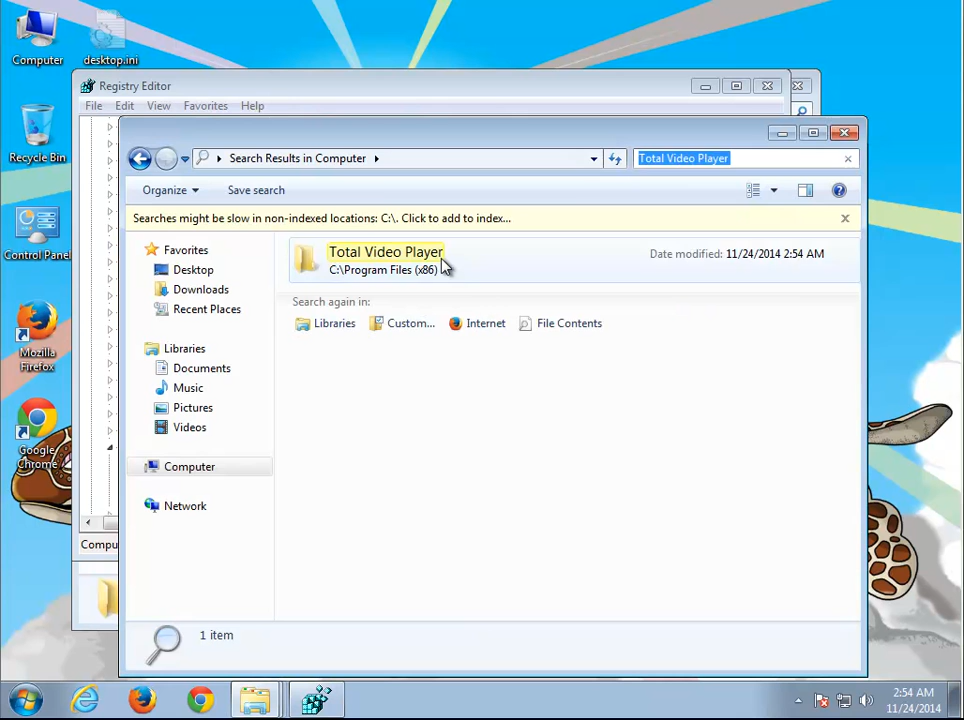 Computer
desktop.ini
Recycle Bin
Control Panel
Mozilla
Firefox
Google
Chrome
Registry Editor
File Edit View Favorites Help
Search Results in Computer
Total Video Player
Organize
Save search
Searches might be slow in non-indexed locations: C:\. Click to add to index...
Favorites
Desktop
Downloads
Recent Places
Libraries
Documents
Music
Pictures
Videos
Computer
Network
Total Video Player
C:\Program Files (x86)
Date modified: 11/24/2014 2:54 AM
Search again in:
Libraries Custom... Internet File Contents
Compu
1 item
2:54 AM
11/24/2014